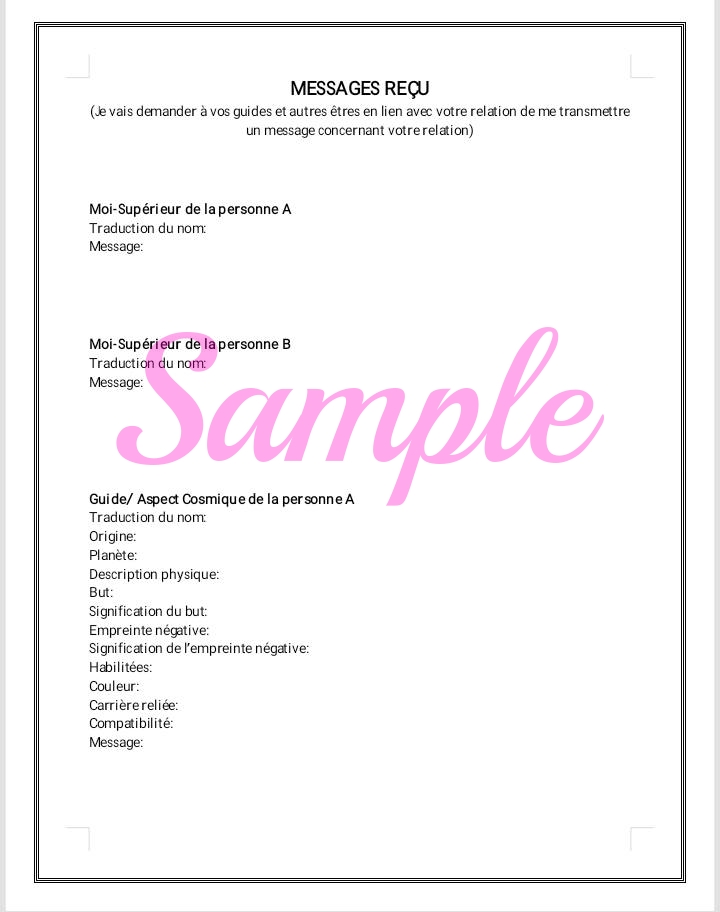 MESSAGES REÇU
(Je vais demander à vos guides et autres êtres en lien avec votre relation de me transmettre
un message concernant votre relation)
Moi-Supérieur de la personne A
Traduction du nom:
Message:
Moi-Supérieur de la personne B
Traduction du nom:
Message:
Sample
Guide/ Aspect Cosmique de la personne A
Traduction du nom:
Origine:
Planète:
Description physique:
But:
Signification du but:
Empreinte négative:
Signification de l’empreinte négative:
Habilitées:
Couleur:
Carrière reliée:
Compatibilité:
Message: